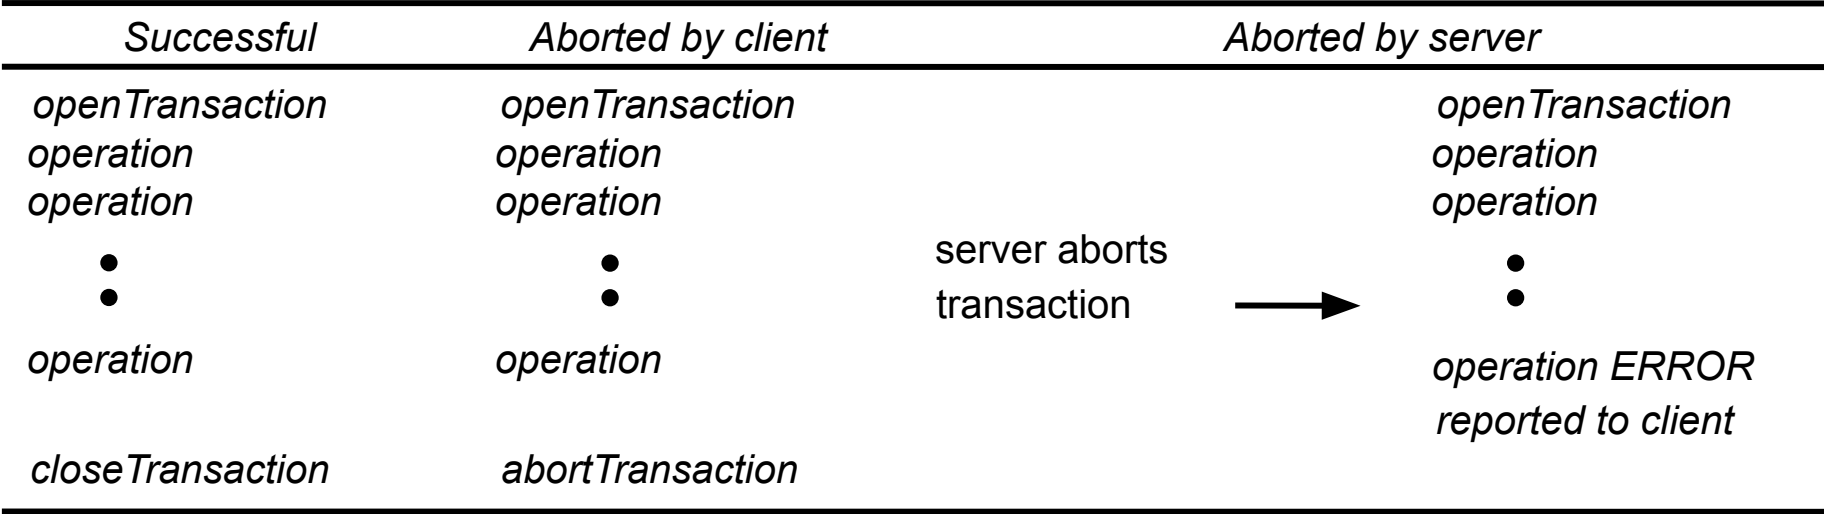 Successful Aborted by client Aborted by server
openTransaction openTransaction openTransaction
operation operation operation
operation operation operation
server aborts
transaction
operation operation operation ERROR
reported to client
closeTransaction abortTransaction